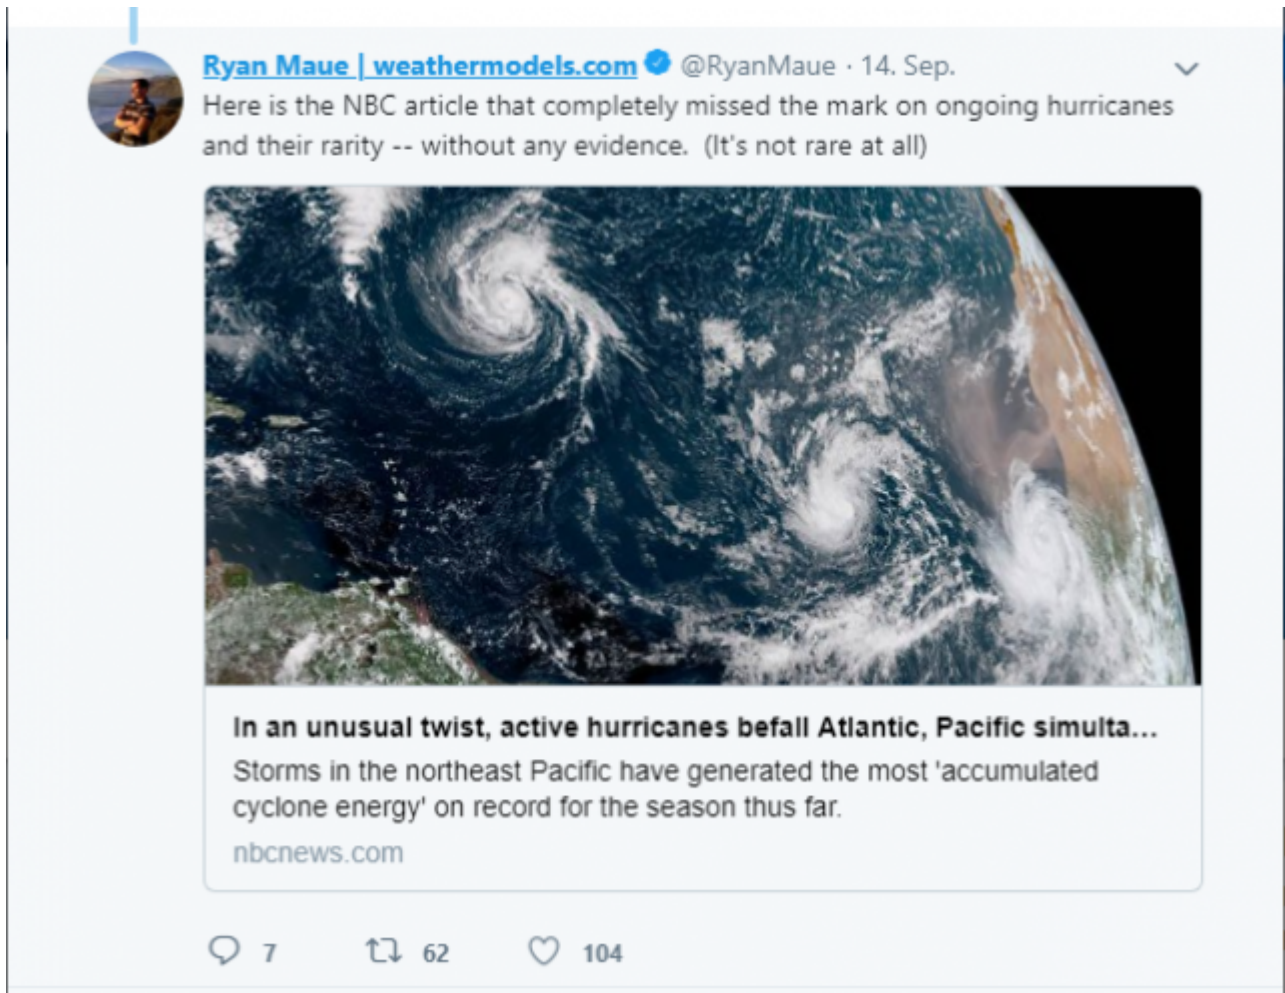 Ryan Maue | weathermodels.com @RyanMaue · 14. Sep.
Here is the NBC article that completely missed the mark on ongoing hurricanes
and their rarity -- without any evidence.  (It's not rare at all)
In an unusual twist, active hurricanes befall Atlantic, Pacific simulta...
Storms in the northeast Pacific have generated the most 'accumulated
cyclone energy' on record for the season thus far.
nbcnews.com
7 62 104